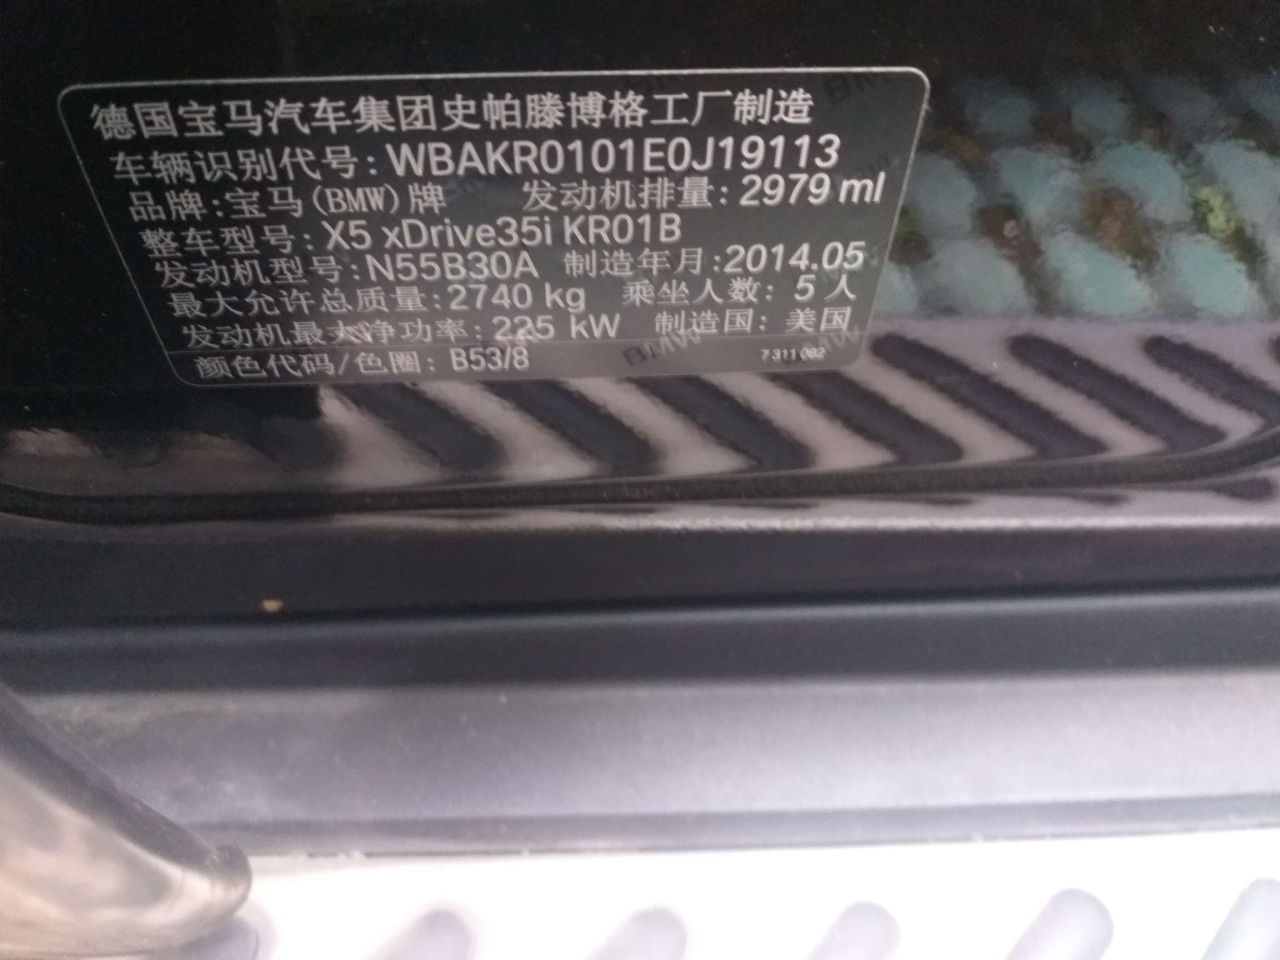 德国宝马汽车集团史帕滕博格工厂制造
车辆识别代号:WBAKR0101E0J19113
品牌:宝马(BMW)牌 发动机排量:2979 ml
整车型号:X5 xDrive35i KR01B
发动机型号:N55B30A 制造年月:2014.05
最大允许总质量:2740 kg 乘坐人数: 5 人
发动机最大净功率: 225 kW 制造国: 美国
颜色代码/色圈: B53/8 7 311 082